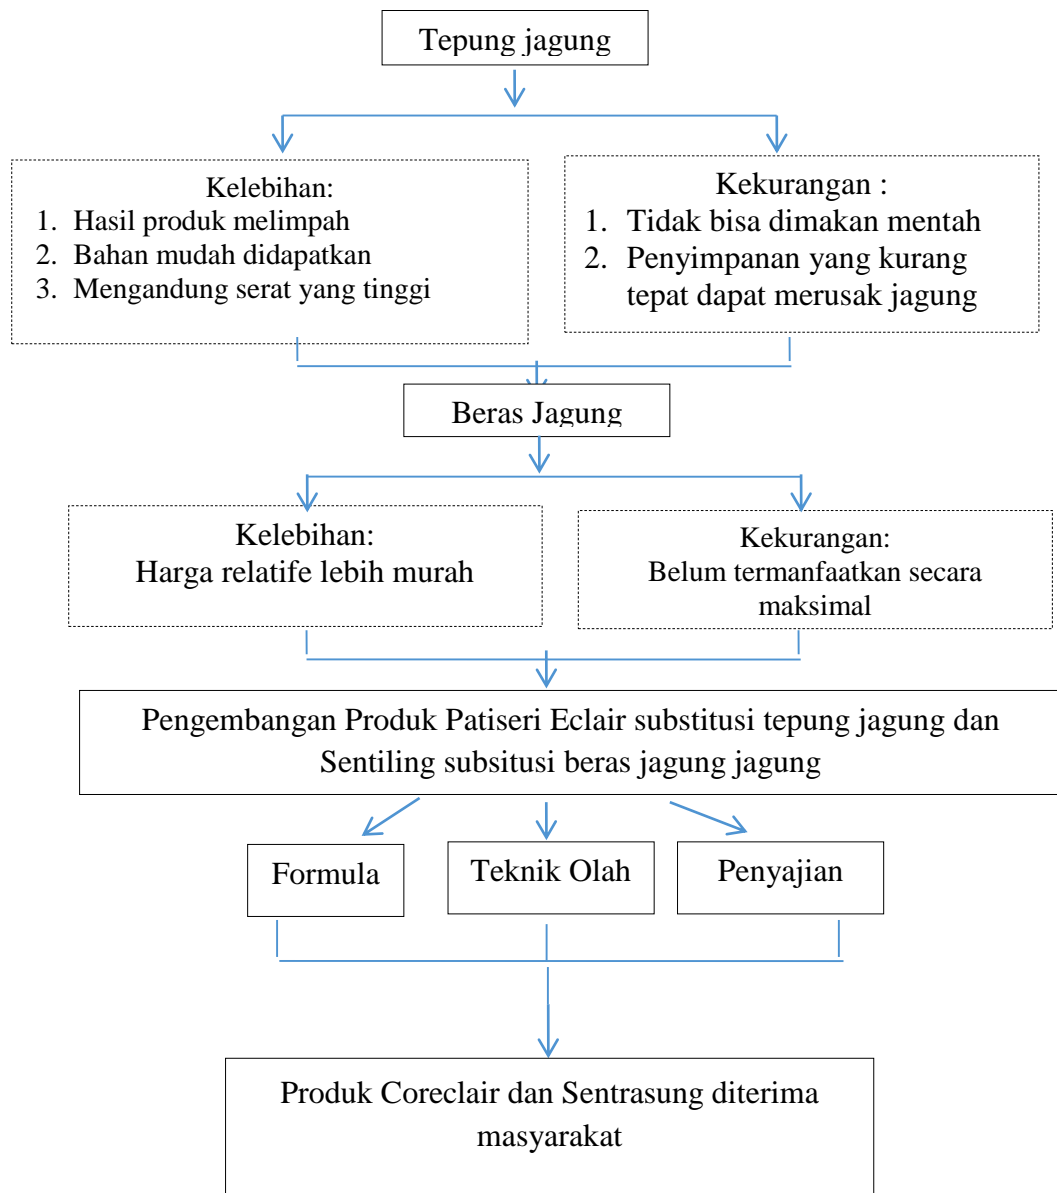 Tepung jagung
Kelebihan:
1. Hasil produk melimpah
2. Bahan mudah didapatkan
3. Mengandung serat yang tinggi
Kekurangan :
1. Tidak bisa dimakan mentah
2. Penyimpanan yang kurang
tepat dapat merusak jagung
Beras Jagung
Kelebihan:
Harga relatife lebih murah
Kekurangan:
Belum termanfaatkan secara
maksimal
Pengembangan Produk Patiseri Eclair substitusi tepung jagung dan
Sentiling subsitusi beras jagung jagung
Formula
Teknik Olah
Penyajian
Produk Coreclair dan Sentrasung diterima
masyarakat